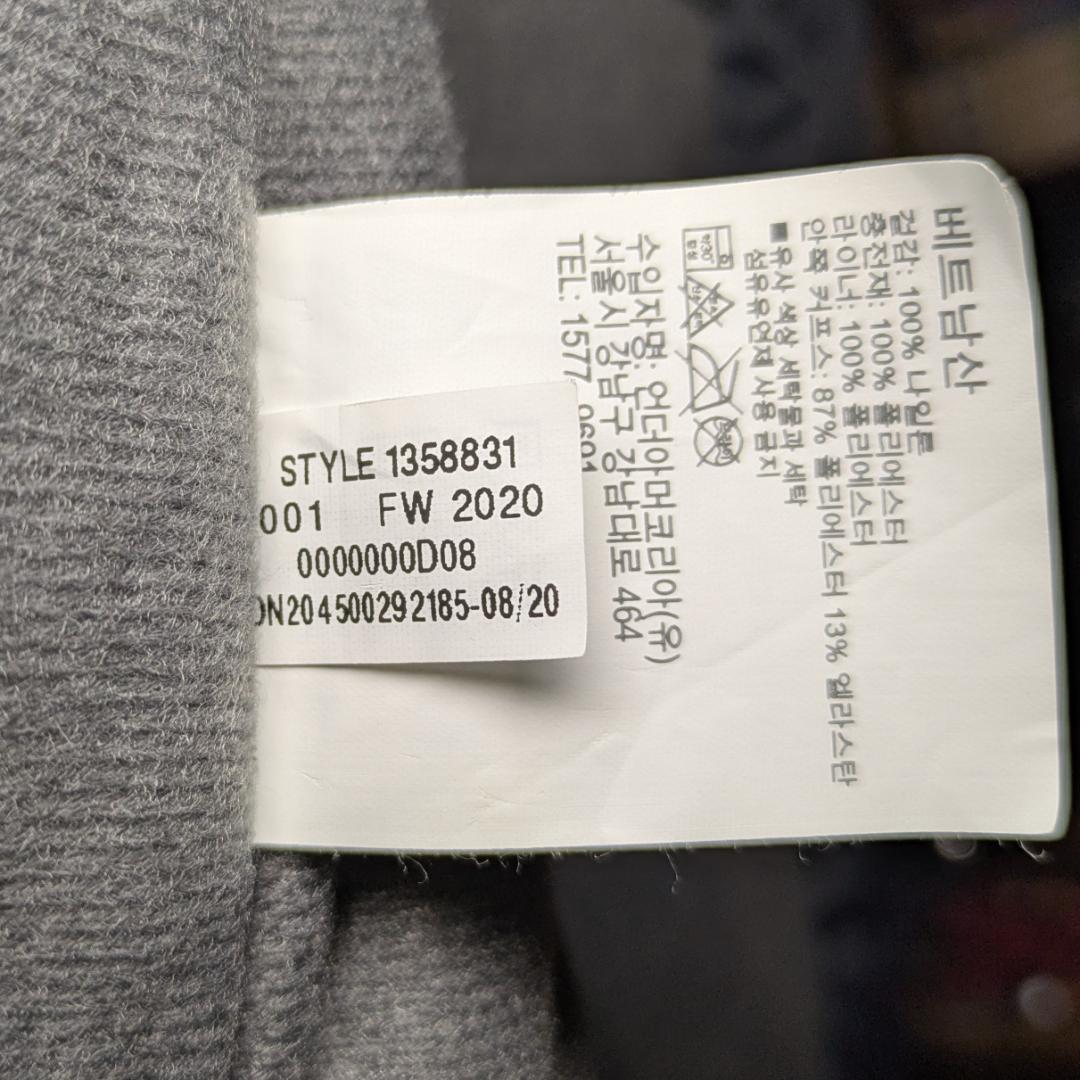 베트남산
겉감: 100% 나일론
충전재: 100% 폴리에스터
라이너: 100% 폴리에스터
안쪽 커프스: 87% 폴리에스터 13% 엘라스탄
■ 유사 색상 세탁물과 세탁
섬유유연제 사용 금지
수입자명: 언더아머코리아(유)
서울시 강남구 강남대로 464
TEL: 1577-0601
STYLE 1358831
001 FW 2020
0000000D08
204500292185-08/20